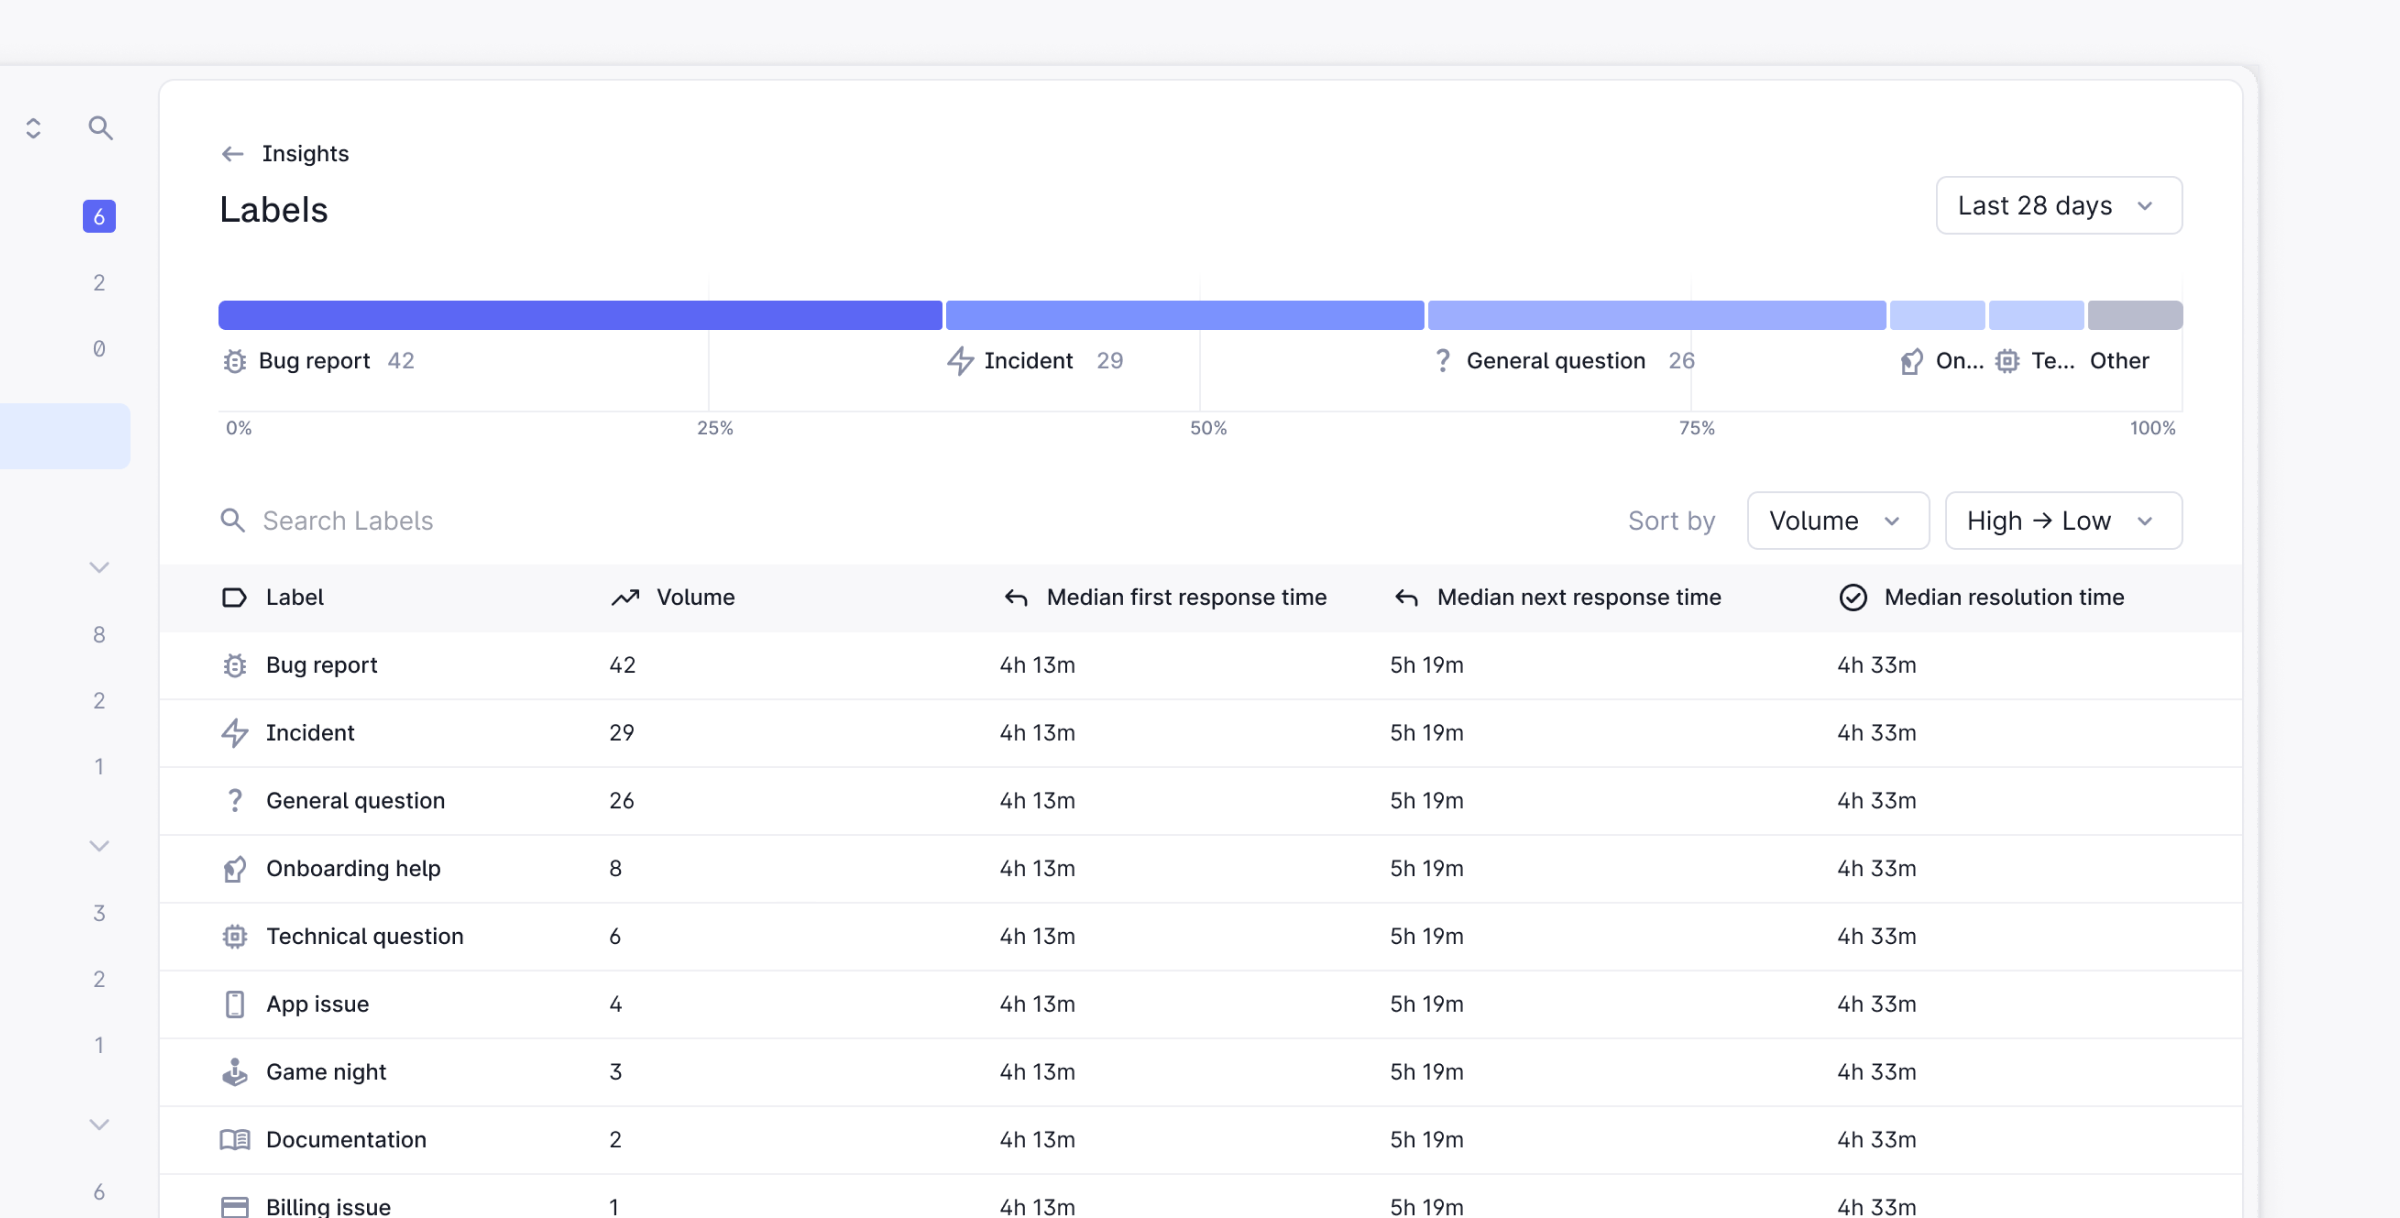 Insights
Labels
Last 28 days
6
2
0
Bug report 42
Incident 29
? General question 26
On... Te... Other
0% 25% 50% 75% 100%
Search Labels
Sort by Volume High → Low
Label Volume Median first response time Median next response time Median resolution time
Bug report 42 4h 13m 5h 19m 4h 33m
Incident 29 4h 13m 5h 19m 4h 33m
? General question 26 4h 13m 5h 19m 4h 33m
Onboarding help 8 4h 13m 5h 19m 4h 33m
Technical question 6 4h 13m 5h 19m 4h 33m
App issue 4 4h 13m 5h 19m 4h 33m
Game night 3 4h 13m 5h 19m 4h 33m
Documentation 2 4h 13m 5h 19m 4h 33m
Billing issue 1 4h 13m 5h 19m 4h 33m
8
2
1
3
2
1
6